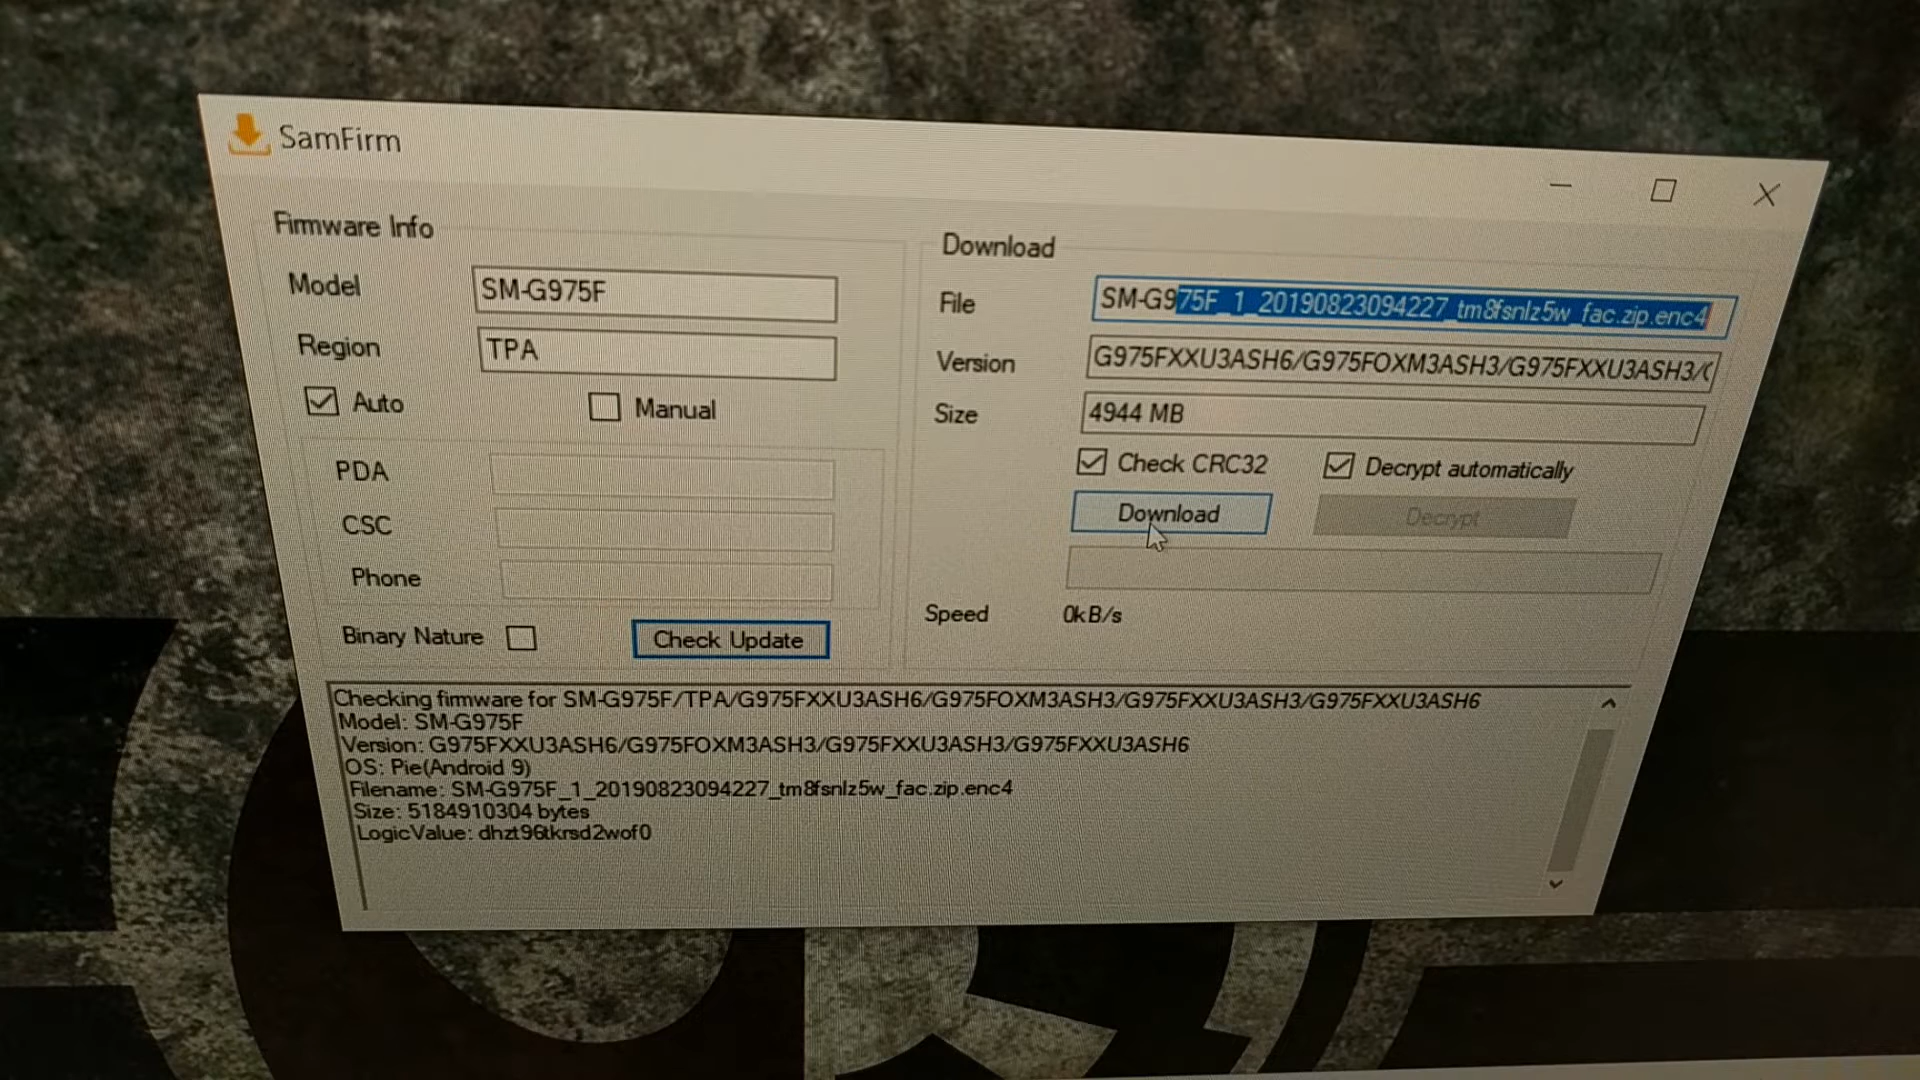 SamFirm
Firmware Info
Model
SM-G975F
Region
TPA
Auto
Manual
PDA
CSC
Phone
Binary Nature
Check Update
Download
File
SM-G975F_1_20190823094227_tm8fsnlz5w_fac.zip.enc4
Version
G975FXXU3ASH6/G975FOXM3ASH3/G975FXXU3ASH3/
Size
4944 MB
Check CRC32
Decrypt automatically
Download
Decrypt
Speed
0kB/s
Checking firmware for SM-G975F/TPA/G975FXXU3ASH6/G975FOXM3ASH3/G975FXXU3ASH3/G975FXXU3ASH6
Model: SM-G975F
Version: G975FXXU3ASH6/G975FOXM3ASH3/G975FXXU3ASH3/G975FXXU3ASH6
OS: Pie(Android 9)
Filename: SM-G975F_1_20190823094227_tm8fsnlz5w_fac.zip.enc4
Size: 5184910304 bytes
LogicValue: dhzt96tkrsd2wof0